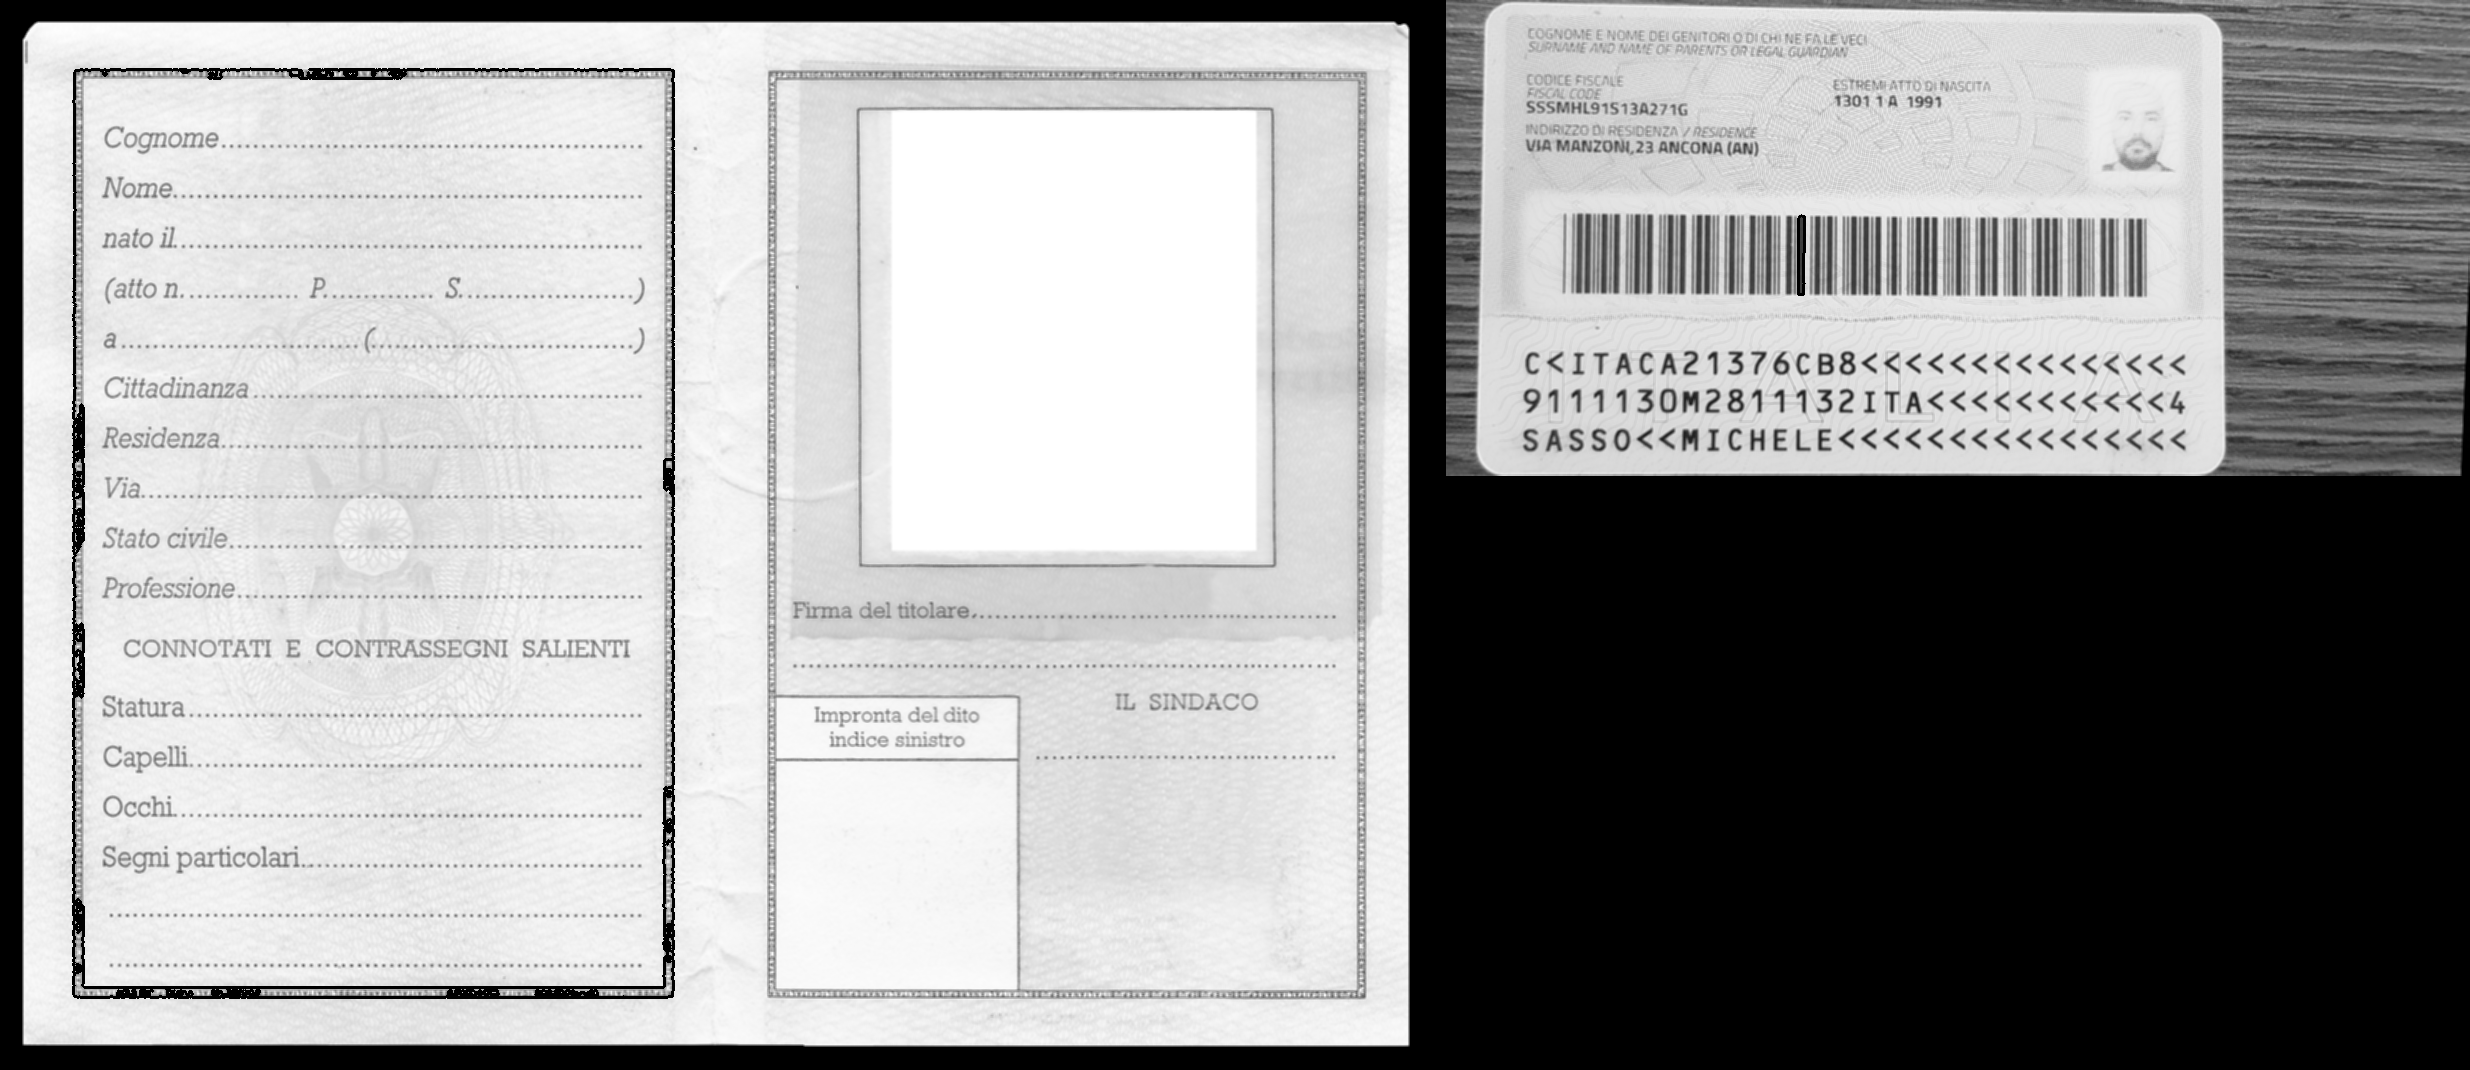 Cognome
Nome
nato il
(atto n. P. S. )
a ( )
Cittadinanza
Residenza
Via
Stato civile
Professione
CONNOTATI E CONTRASSEGNI SALIENTI
Statura
Capelli
Occhi
Segni particolari
Firma del titolare
IL SINDACO
Impronta del dito
indice sinistro
COGNOME E NOME DEI GENITORI O DI CHI NE FA LE VECI
SURNAME AND NAME OF PARENTS OR LEGAL GUARDIAN
CODICE FISCALE
FISCAL CODE
SSSMHL91S13A271G
ESTREMI ATTO DI NASCITA
1301 1 A 1991
INDIRIZZO DI RESIDENZA / RESIDENCE
VIA MANZONI,23 ANCONA (AN)
C<ITACA21376CB8<<<<<<<<<<<<<<<
9111130M2811132ITA<<<<<<<<<<<4
SASSO<<MICHELE<<<<<<<<<<<<<<<<